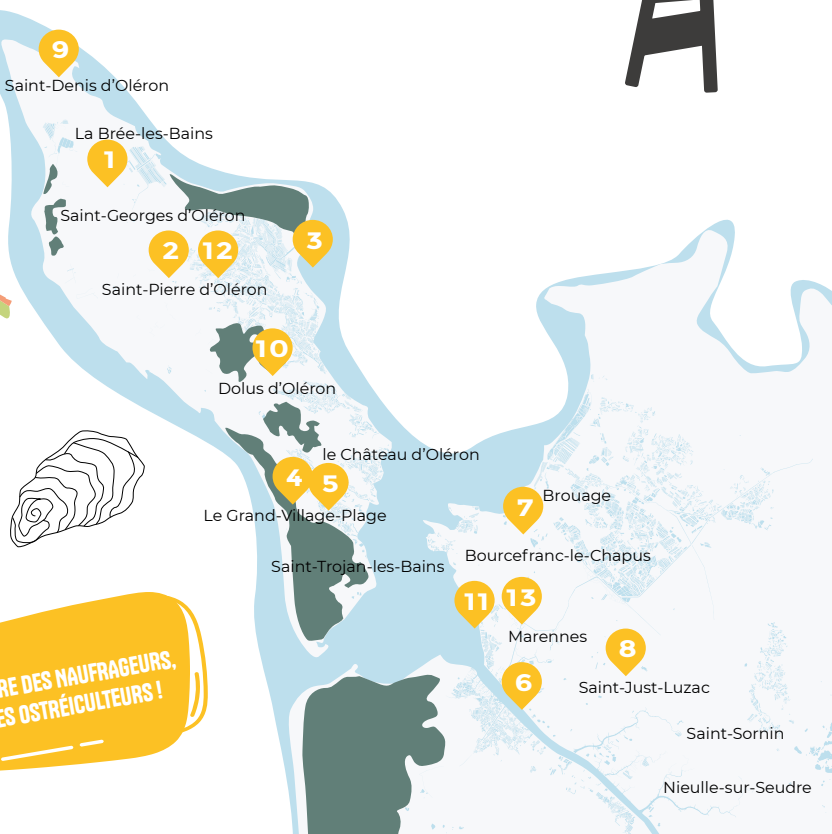 9
Saint-Denis d'Oléron
La Brée-les-Bains
1
Saint-Georges d'Oléron
2
12
3
Saint-Pierre d'Oléron
10
Dolus d'Oléron
le Château d'Oléron
4
5
Le Grand-Village-Plage
7
Brouage
Bourcefranc-le-Chapus
Saint-Trojan-les-Bains
11
13
Marennes
8
6
Saint-Just-Luzac
RE DES NAUFRAGEURS,
ES OSTRÉICULTEURS !
Saint-Sornin
Nieulle-sur-Seudre